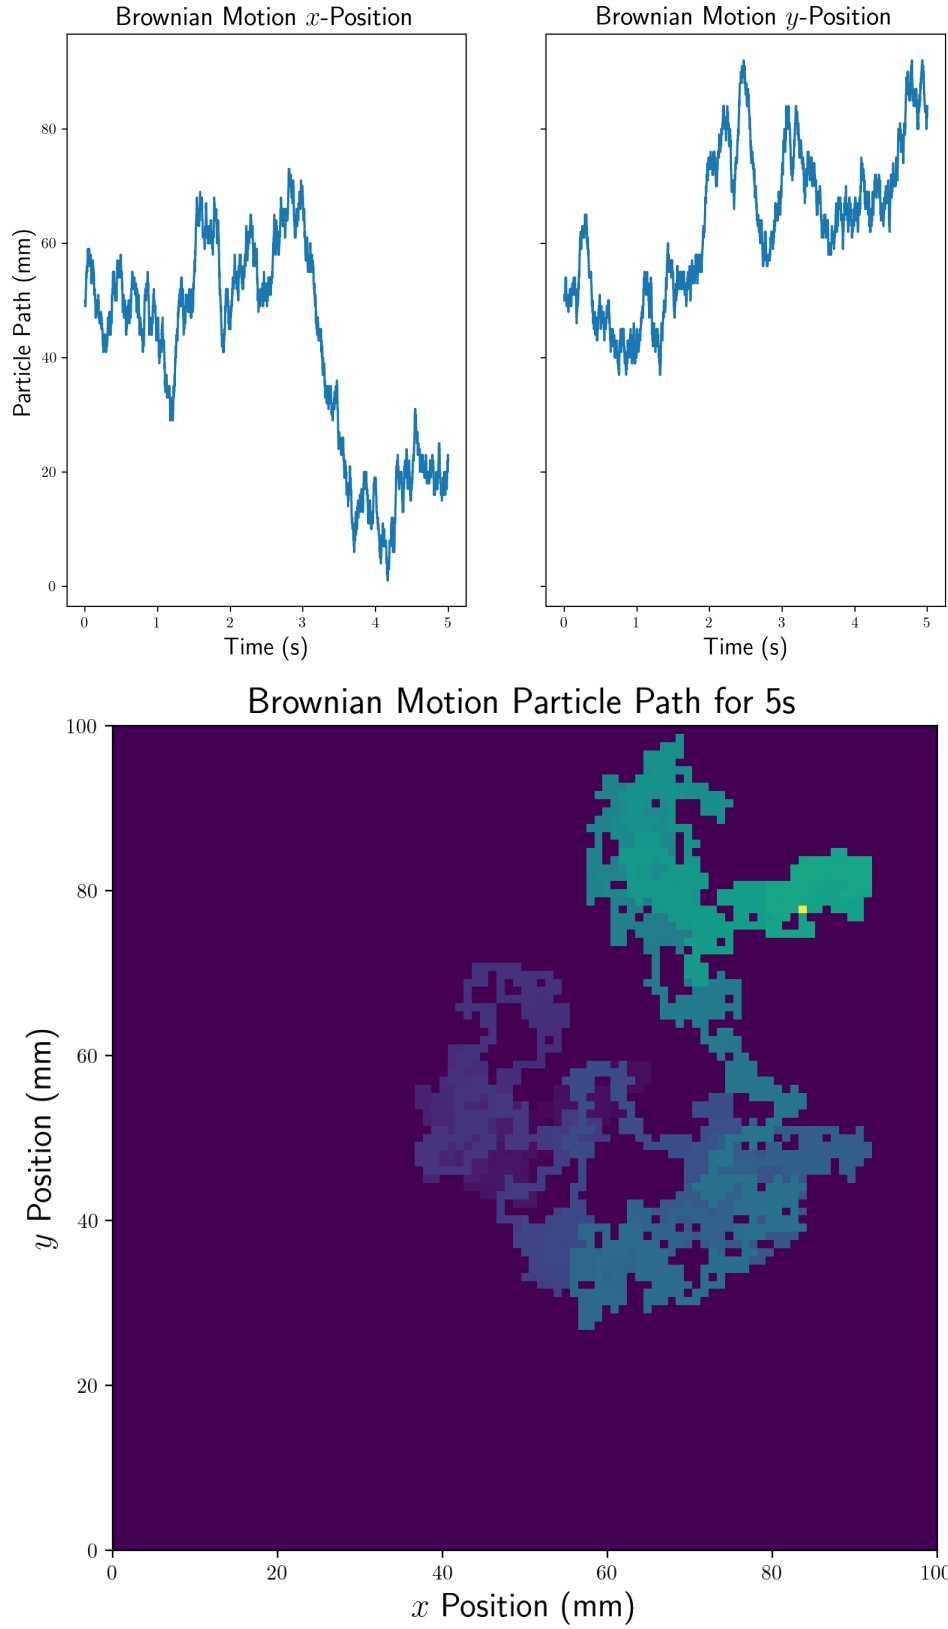 Brownian Motion x-Position
Brownian Motion y-Position
Particle Path (mm)
80
60
40
20
0
0 1 2 3 4 5
0 1 2 3 4 5
Time (s)
Time (s)
Brownian Motion Particle Path for 5s
y Position (mm)
100
80
60
40
20
0
0 20 40 60 80 100
x Position (mm)